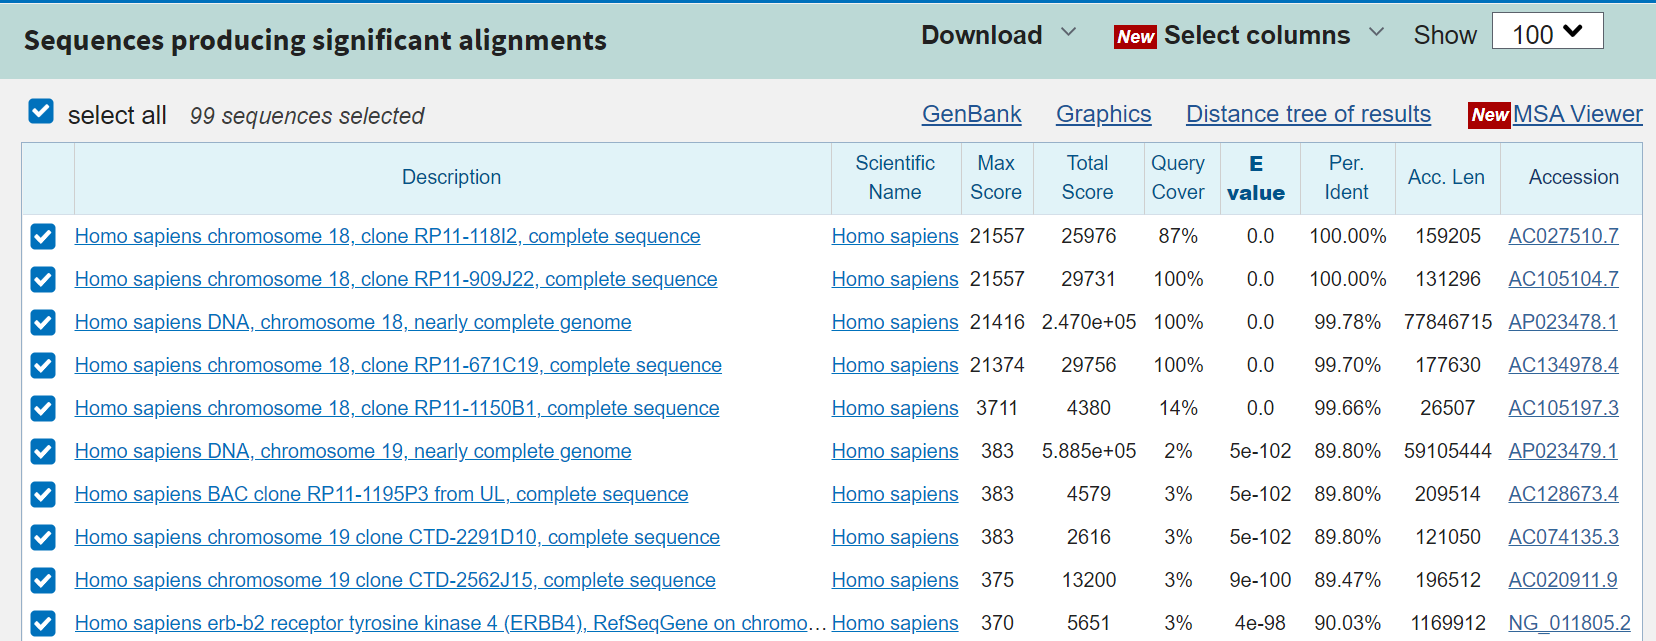 Sequences producing significant alignments Download New Select columns Show 100
select all 99 sequences selected GenBank Graphics Distance tree of results New MSA Viewer
Description Scientific Name Max Score Total Score Query Cover E value Per. Ident Acc. Len Accession
Homo sapiens chromosome 18, clone RP11-118I2, complete sequence Homo sapiens 21557 25976 87% 0.0 100.00% 159205 AC027510.7
Homo sapiens chromosome 18, clone RP11-909J22, complete sequence Homo sapiens 21557 29731 100% 0.0 100.00% 131296 AC105104.7
Homo sapiens DNA, chromosome 18, nearly complete genome Homo sapiens 21416 2.470e+05 100% 0.0 99.78% 77846715 AP023478.1
Homo sapiens chromosome 18, clone RP11-671C19, complete sequence Homo sapiens 21374 29756 100% 0.0 99.70% 177630 AC134978.4
Homo sapiens chromosome 18, clone RP11-1150B1, complete sequence Homo sapiens 3711 4380 14% 0.0 99.66% 26507 AC105197.3
Homo sapiens DNA, chromosome 19, nearly complete genome Homo sapiens 383 5.885e+05 2% 5e-102 89.80% 59105444 AP023479.1
Homo sapiens BAC clone RP11-1195P3 from UL, complete sequence Homo sapiens 383 4579 3% 5e-102 89.80% 209514 AC128673.4
Homo sapiens chromosome 19 clone CTD-2291D10, complete sequence Homo sapiens 383 2616 3% 5e-102 89.80% 121050 AC074135.3
Homo sapiens chromosome 19 clone CTD-2562J15, complete sequence Homo sapiens 375 13200 3% 9e-100 89.47% 196512 AC020911.9
Homo sapiens erb-b2 receptor tyrosine kinase 4 (ERBB4), RefSeqGene on chromo... Homo sapiens 370 5651 3% 4e-98 90.03% 1169912 NG_011805.2